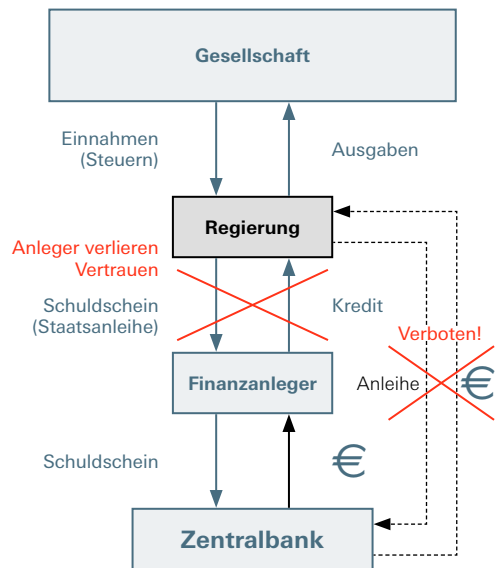 Gesellschaft
Einnahmen
(Steuern)
Ausgaben
Regierung
Anleger verlieren
Vertrauen
Schuldschein
(Staatsanleihe)
Kredit
Verboten!
Finanzanleger
Anleihe
€
Schuldschein
€
Zentralbank